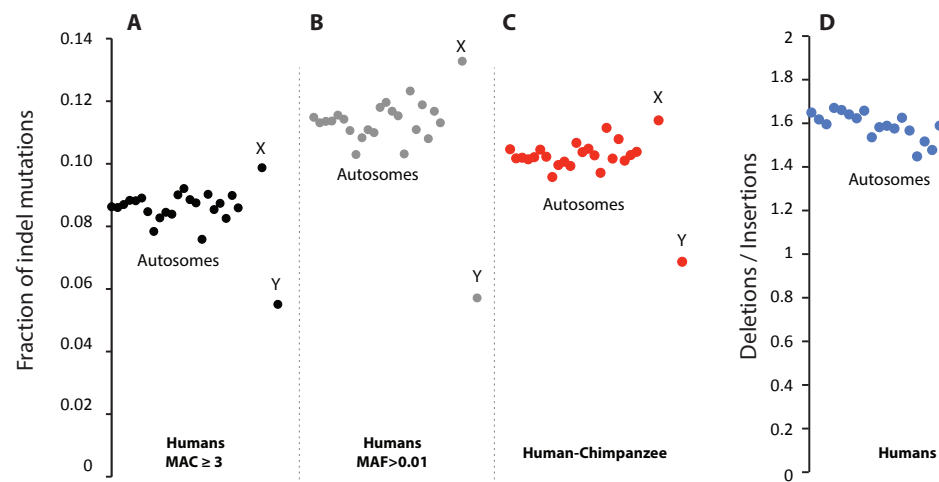 A
B
C
D
Fraction of indel mutations
0.14
0.12
0.10
0.08
0.06
0.04
0.02
0
X
Autosomes
Y
Humans
MAC ≥ 3
X
Autosomes
Y
Humans
MAF>0.01
X
Autosomes
Y
Human-Chimpanzee
Deletions / Insertions
2
1.8
1.6
1.4
1.2
1
0.8
0.6
0.4
0.2
0
Autosomes
Humans